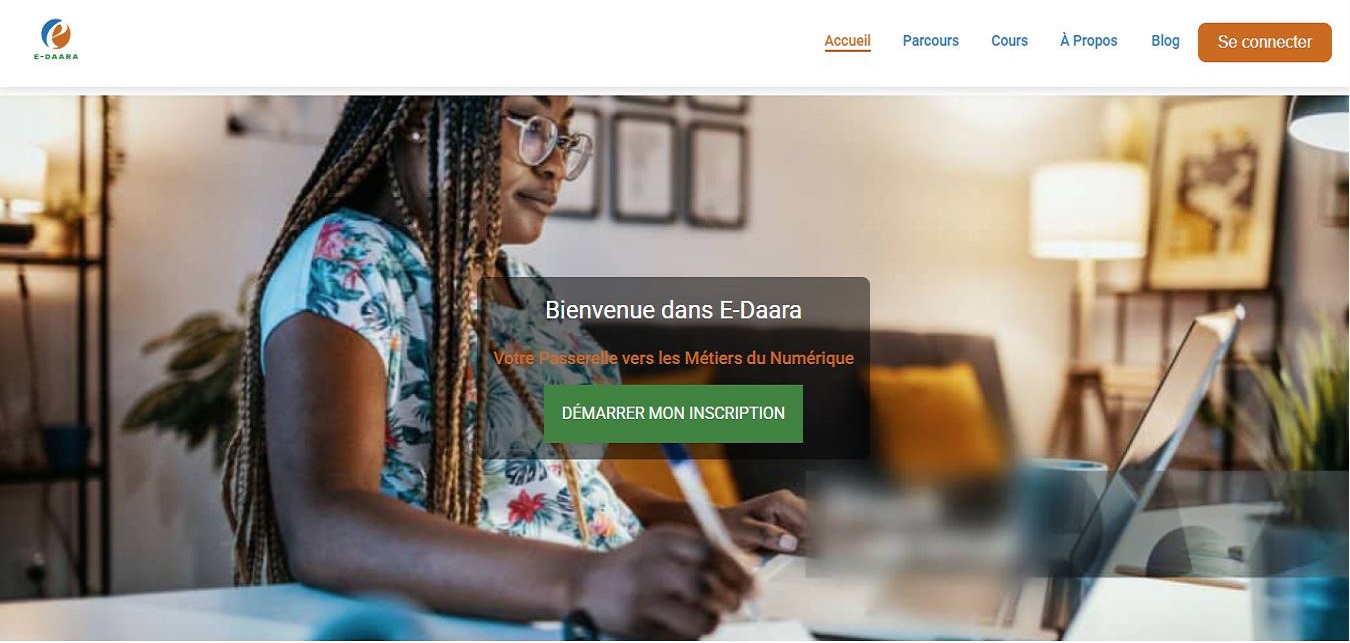 E-DAARA
Accueil
Parcours
Cours
À Propos
Blog
Se connecter
Bienvenue dans E-Daara
Votre Passerelle vers les Métiers du Numérique
DÉMARRER MON INSCRIPTION